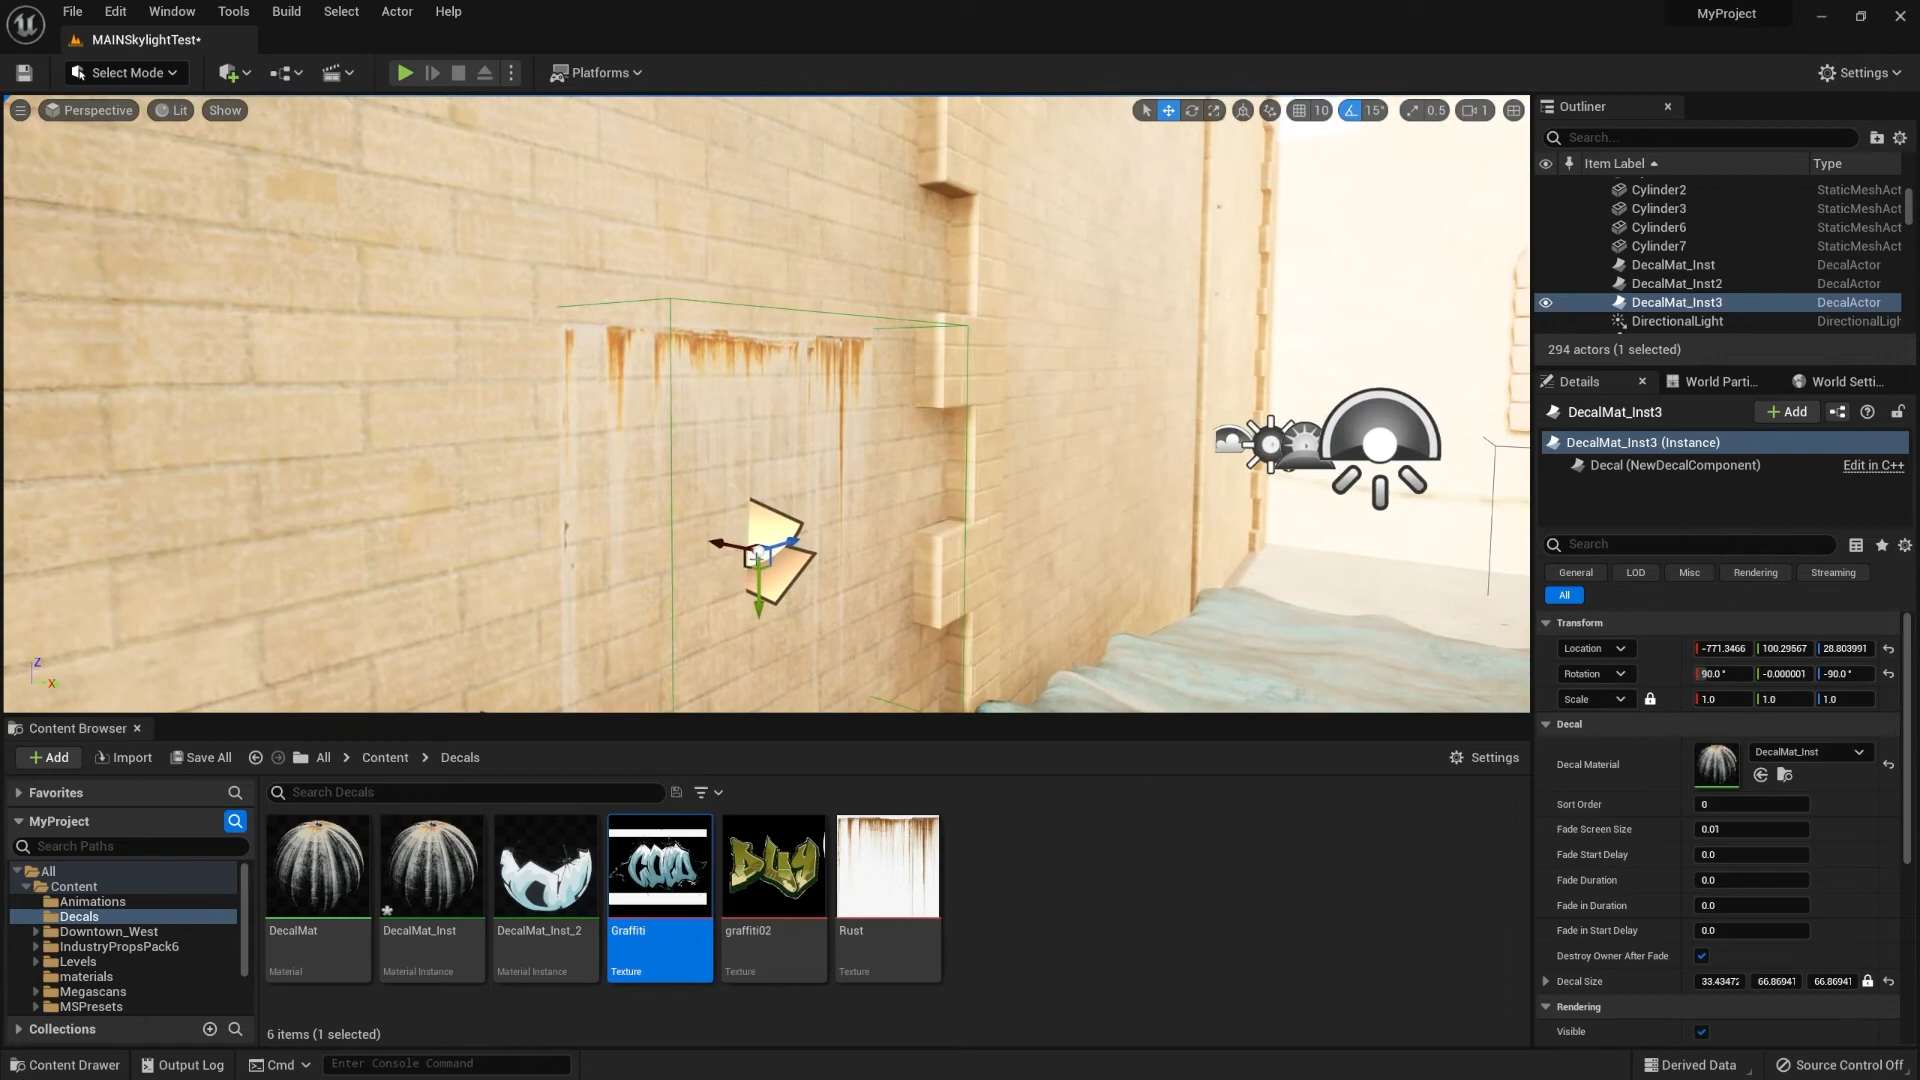 File Edit Window Tools Build Select Actor Help
MyProject
MAINSkylightTest*
Select Mode
Platforms
Settings
Perspective Lit Show
10 15° 0.5 1
Outliner
Search...
Item Label Type
Cylinder2 StaticMeshAct
Cylinder3 StaticMeshAct
Cylinder6 StaticMeshAct
Cylinder7 StaticMeshAct
DecalMat_Inst DecalActor
DecalMat_Inst2 DecalActor
DecalMat_Inst3 DecalActor
DirectionalLight DirectionalLigh
294 actors (1 selected)
Details World Parti... World Setti...
DecalMat_Inst3 Add
DecalMat_Inst3 (Instance)
Decal (NewDecalComponent) Edit in C++
Search
General LOD Misc Rendering Streaming
All
Transform
Location -771.3466 100.29567 28.803991
Rotation 90.0° -0.000001 -90.0°
Scale 1.0 1.0 1.0
Decal
Decal Material DecalMat_Inst
Sort Order 0
Fade Screen Size 0.01
Fade Start Delay 0.0
Fade Duration 0.0
Fade in Duration 0.0
Fade in Start Delay 0.0
Destroy Owner After Fade
Decal Size 33.43472 66.86941 66.86941
Rendering
Visible
Z
X
Content Browser
Add Import Save All All Content Decals Settings
Favorites
MyProject
Search Paths
All
Content
Animations
Decals
Downtown_West
IndustryPropsPack6
Levels
materials
Megascans
MSPresets
Collections
Search Decals
DecalMat DecalMat_Inst DecalMat_Inst_2 Graffiti graffiti02 Rust
Material Material Instance Material Instance Texture Texture Texture
6 items (1 selected)
Content Drawer Output Log Cmd Enter Console Command
Derived Data Source Control Off